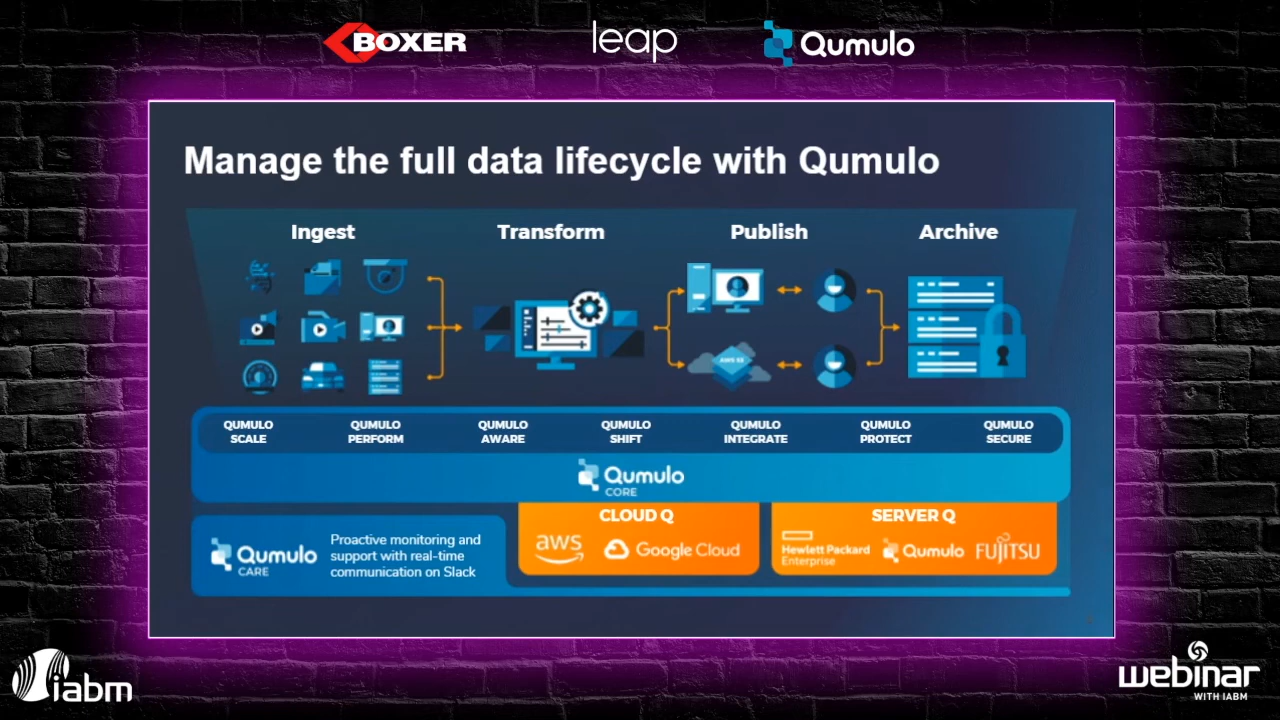 BOXER
leap
Qumulo
Manage the full data lifecycle with Qumulo
Ingest
Transform
Publish
Archive
AWS S3
QUMULO
SCALE
QUMULO
PERFORM
QUMULO
AWARE
QUMULO
SHIFT
QUMULO
INTEGRATE
QUMULO
PROTECT
QUMULO
SECURE
Qumulo
CORE
Qumulo
CARE
Proactive monitoring and
support with real-time
communication on Slack
CLOUD Q
aws
Google Cloud
SERVER Q
Hewlett Packard
Enterprise
Qumulo
FUJITSU
iabm
webinar
WITH IABM